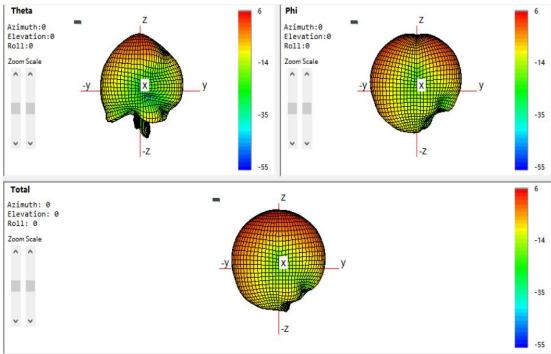 Theta
Azimuth:0
Elevation:0
Roll:0
Zoom Scale
Z
-y
X
y
-Z
6
-14
-35
-55
Phi
Azimuth:0
Elevation:0
Roll:0
Zoom Scale
Z
-y
X
y
-Z
6
-14
-35
-55
Total
Azimuth: 0
Elevation: 0
Roll: 0
Zoom Scale
Z
-y
X
y
-Z
6
-14
-35
-55